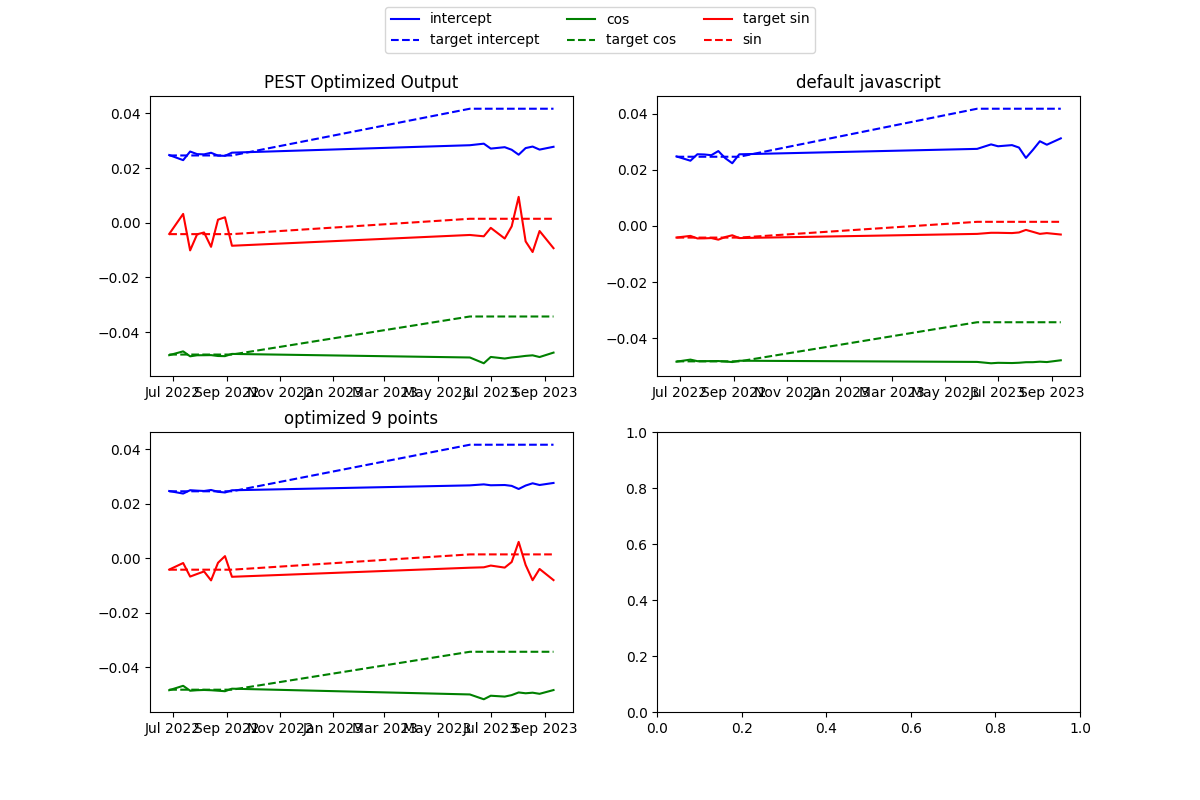 intercept cos target sin
target intercept target cos sin
PEST Optimized Output default javascript
0.04
0.02
0.00
−0.02
−0.04
Jul 2022 Sep 2022 Nov 2022 Jan 2023 Mar 2023 May 2023 Jul 2023 Sep 2023
0.04
0.02
0.00
−0.02
−0.04
Jul 2022 Sep 2022 Nov 2022 Jan 2023 Mar 2023 May 2023 Jul 2023 Sep 2023
optimized 9 points
0.04
0.02
0.00
−0.02
−0.04
Jul 2022 Sep 2022 Nov 2022 Jan 2023 Mar 2023 May 2023 Jul 2023 Sep 2023
1.0
0.8
0.6
0.4
0.2
0.0
0.0 0.2 0.4 0.6 0.8 1.0